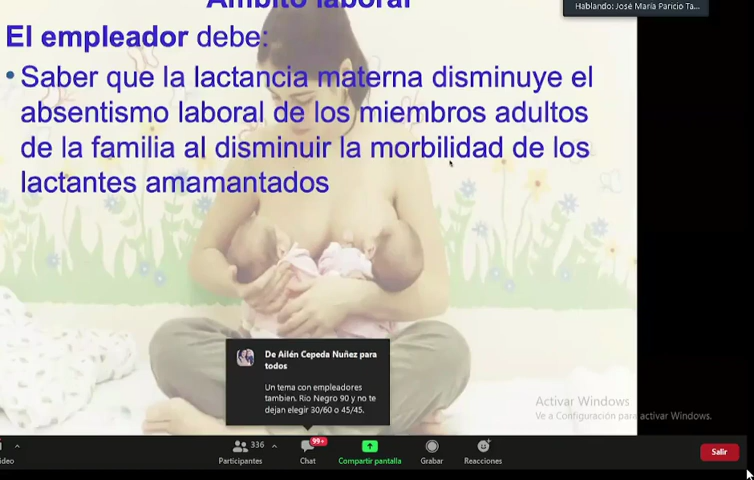 Ámbito laboral
Hablando: José María Paricio Ta...
El empleador debe:
• Saber que la lactancia materna disminuye el
absentismo laboral de los miembros adultos
de la familia al disminuir la morbilidad de los
lactantes amamantados
De Ailén Cepeda Nuñez para
todos
Un tema con empleadores
tambien. Rio Negro 90 y no te
dejan elegir 30/60 o 45/45.
Activar Windows
Ve a Configuración para activar Windows.
336
99+
Participantes
Chat
Compartir pantalla
Grabar
Reacciones
Salir